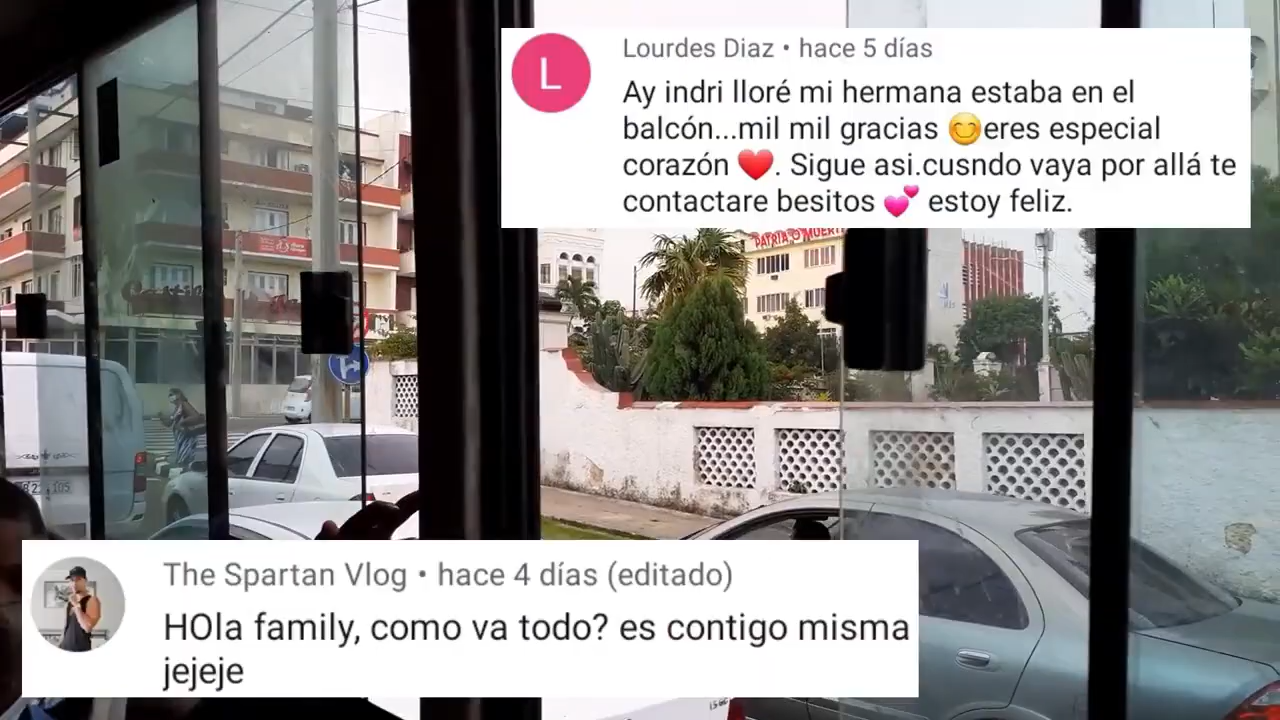 Lourdes Diaz • hace 5 días
Ay indri lloré mi hermana estaba en el
balcón...mil mil gracias 😊eres especial
corazón ❤️. Sigue asi.cusndo vaya por allá te
contactare besitos 💕 estoy feliz.
PATRIA O MUERTE
The Spartan Vlog • hace 4 días (editado)
HOla family, como va todo? es contigo misma
jejeje